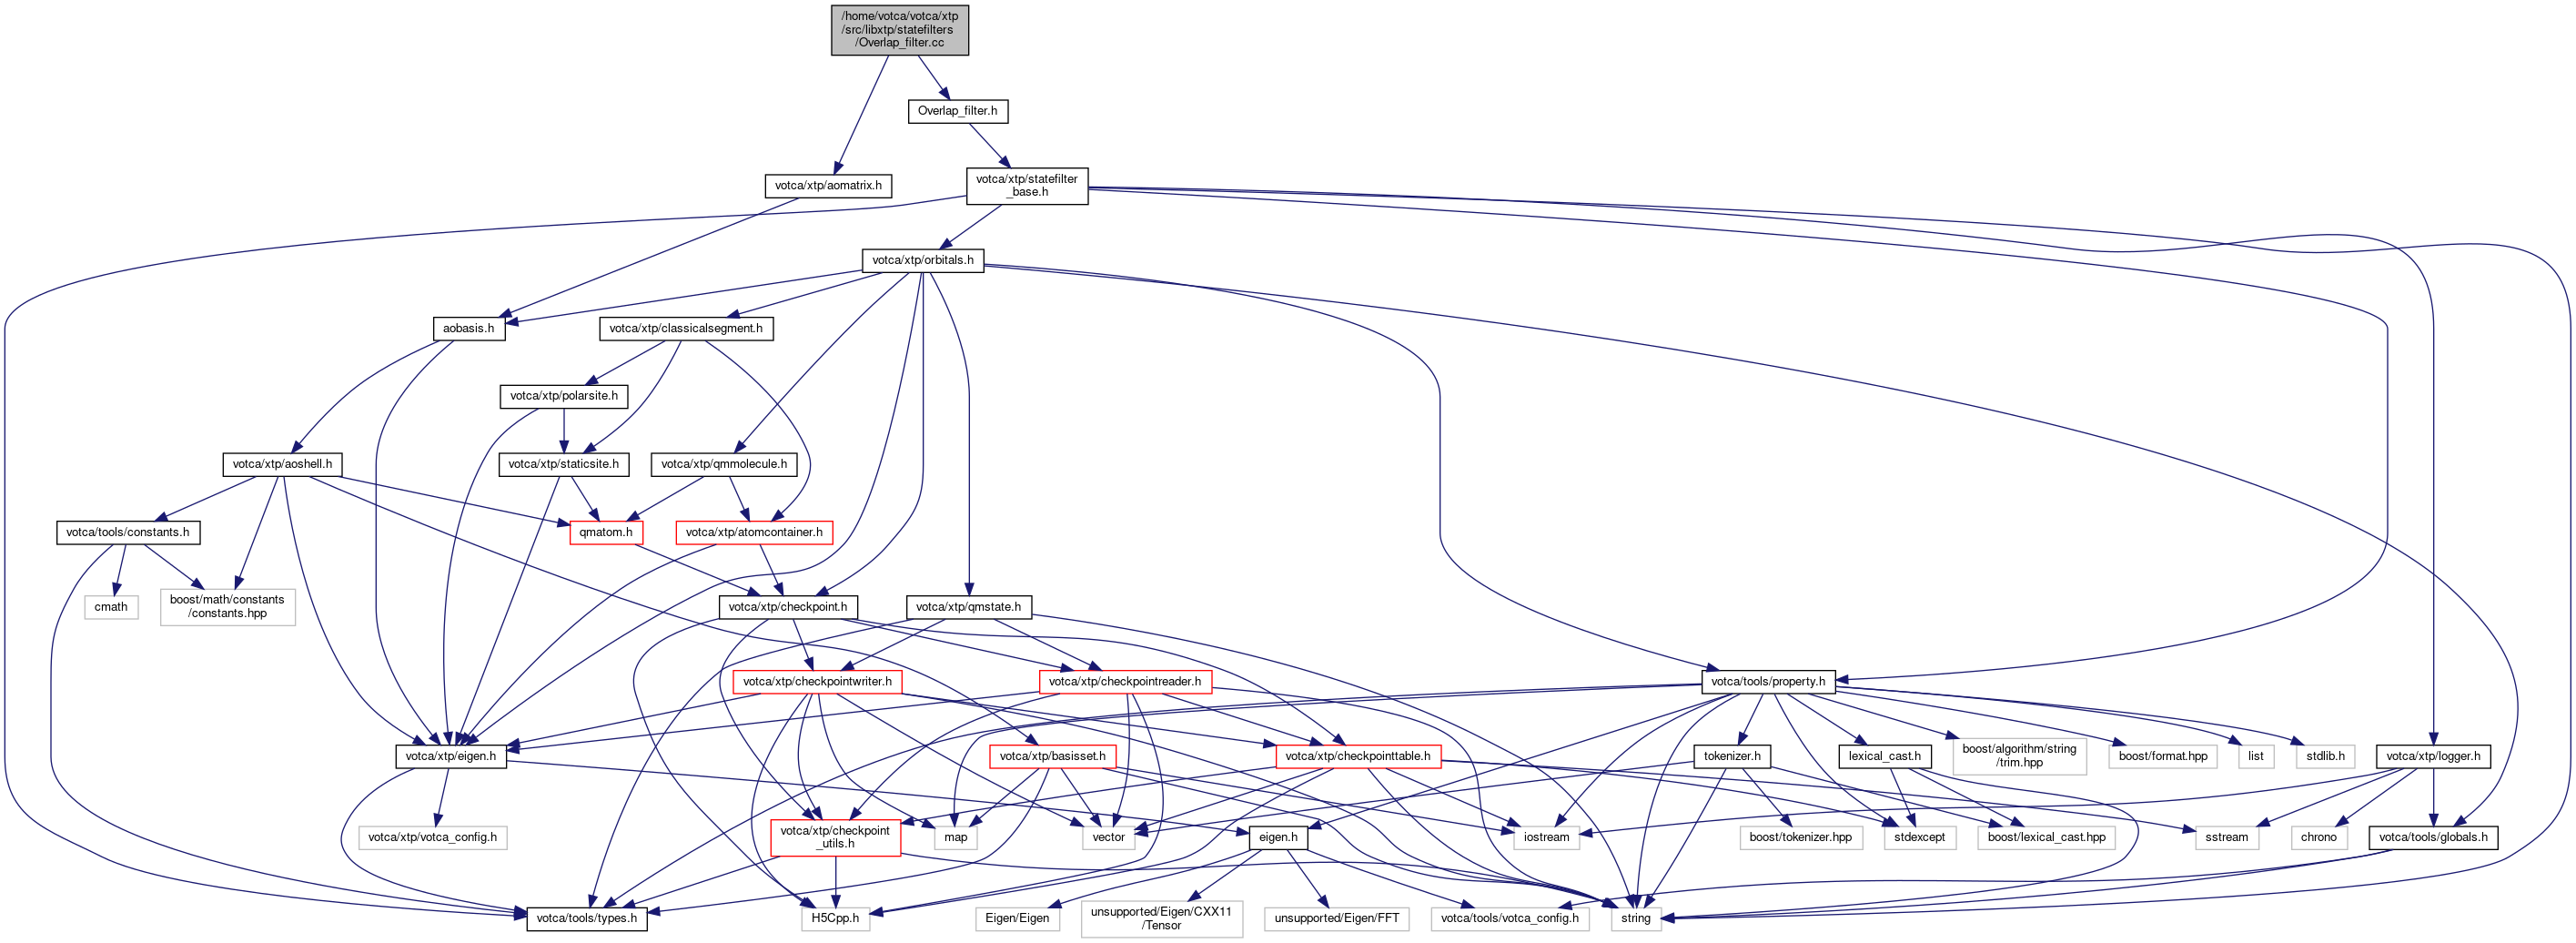 /home/votca/votca/xtp
/src/libxtp/statefilters
/Overlap_filter.cc
Overlap_filter.h
votca/xtp/aomatrix.h
votca/xtp/statefilter
_base.h
votca/xtp/orbitals.h
aobasis.h
votca/xtp/classicalsegment.h
votca/xtp/polarsite.h
votca/xtp/aoshell.h
votca/xtp/staticsite.h
votca/xtp/qmmolecule.h
votca/tools/constants.h
qmatom.h
votca/xtp/atomcontainer.h
cmath
boost/math/constants
/constants.hpp
votca/xtp/checkpoint.h
votca/xtp/qmstate.h
votca/xtp/checkpointwriter.h
votca/xtp/checkpointreader.h
votca/tools/property.h
votca/xtp/eigen.h
votca/xtp/basisset.h
votca/xtp/checkpointtable.h
tokenizer.h
lexical_cast.h
boost/algorithm/string
/trim.hpp
boost/format.hpp
list
stdlib.h
votca/xtp/logger.h
votca/xtp/votca_config.h
votca/xtp/checkpoint
_utils.h
map
vector
eigen.h
iostream
boost/tokenizer.hpp
stdexcept
boost/lexical_cast.hpp
sstream
chrono
votca/tools/globals.h
votca/tools/types.h
H5Cpp.h
Eigen/Eigen
unsupported/Eigen/CXX11
/Tensor
unsupported/Eigen/FFT
votca/tools/votca_config.h
string